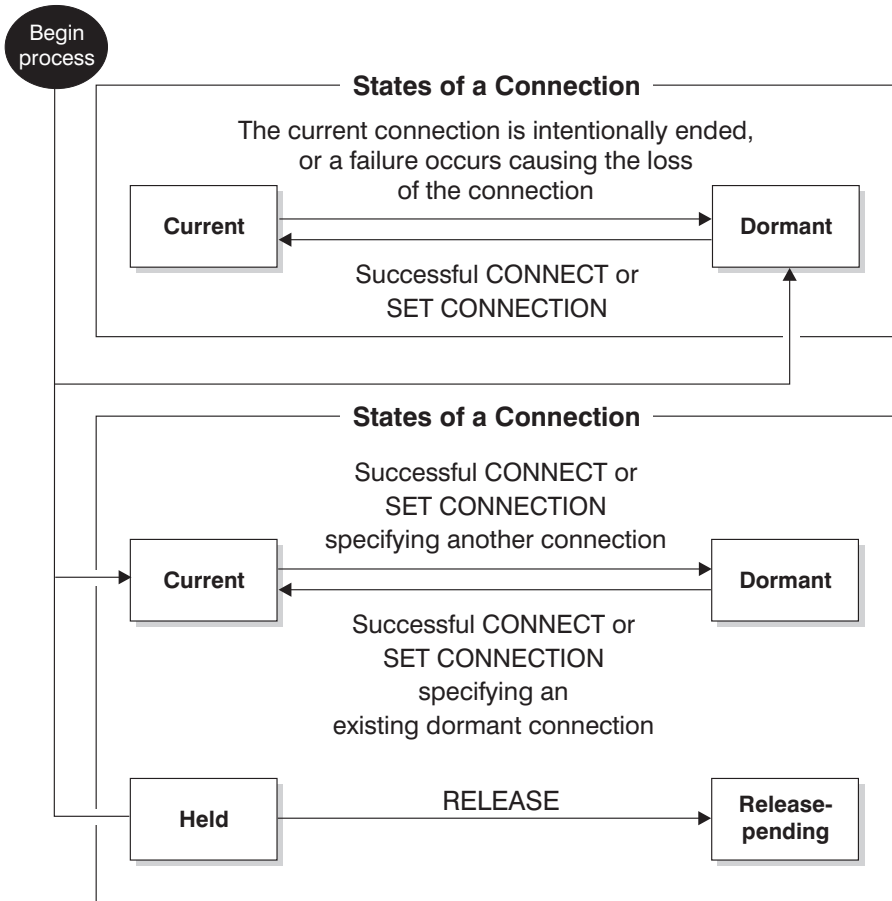 Begin
process
States of a Connection
The current connection is intentionally ended,
or a failure occurs causing the loss
of the connection
Current
Dormant
Successful CONNECT or
SET CONNECTION
States of a Connection
Successful CONNECT or
SET CONNECTION
specifying another connection
Current
Dormant
Successful CONNECT or
SET CONNECTION
specifying an
existing dormant connection
Held
RELEASE
Release-
pending